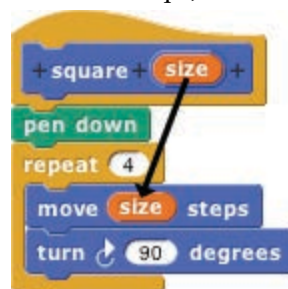 + square + size +
pen down
repeat 4
move size steps
turn 90 degrees